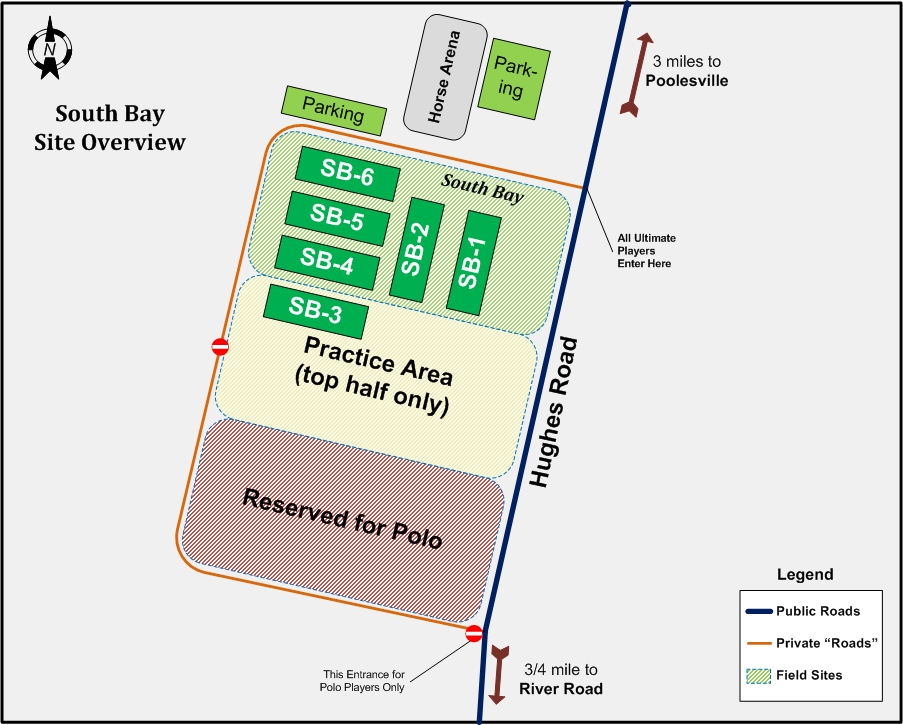 N
South Bay
Site Overview
Horse Arena
Park-
ing
Parking
3 miles to
Poolesville
South Bay
SB-6
SB-5
SB-4
SB-2
SB-1
SB-3
All Ultimate
Players
Enter Here
Practice Area
(top half only)
Hughes Road
Reserved for Polo
This Entrance for
Polo Players Only
3/4 mile to
River Road
Legend
Public Roads
Private “Roads”
Field Sites